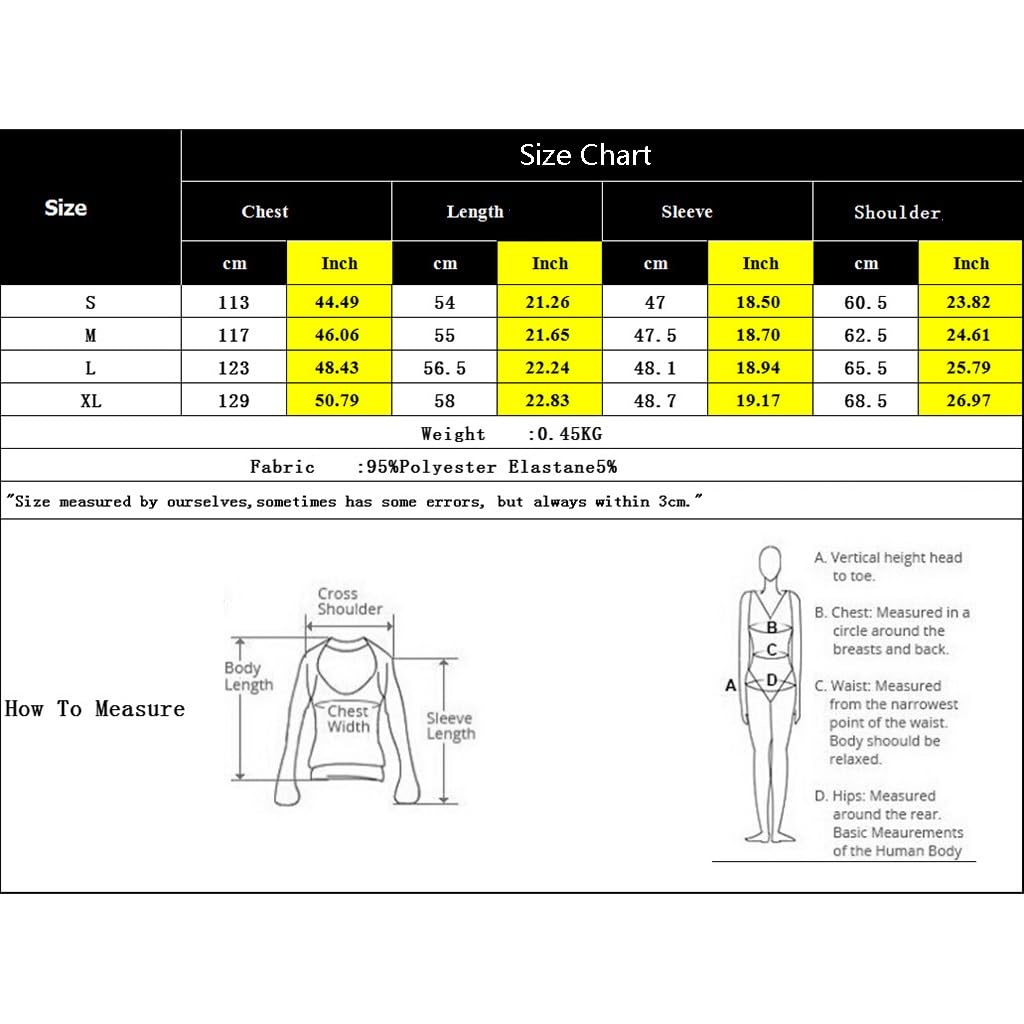 Size Chart
Size
Chest Length Sleeve Shoulder
cm Inch cm Inch cm Inch cm Inch
S 113 44.49 54 21.26 47 18.50 60.5 23.82
M 117 46.06 55 21.65 47.5 18.70 62.5 24.61
L 123 48.43 56.5 22.24 48.1 18.94 65.5 25.79
XL 129 50.79 58 22.83 48.7 19.17 68.5 26.97
Weight :0.45KG
Fabric :95%Polyester Elastane5%
"Size measured by ourselves,sometimes has some errors, but always within 3cm."
How To Measure
Cross
Shoulder
Body
Length
Chest
Width
Sleeve
Length
A
B
C
D
A. Vertical height head
to toe.
B. Chest: Measured in a
circle around the
breasts and back.
C. Waist: Measured
from the narrowest
point of the waist.
Body shoould be
relaxed.
D. Hips: Measured
around the rear.
Basic Meaurements
of the Human Body